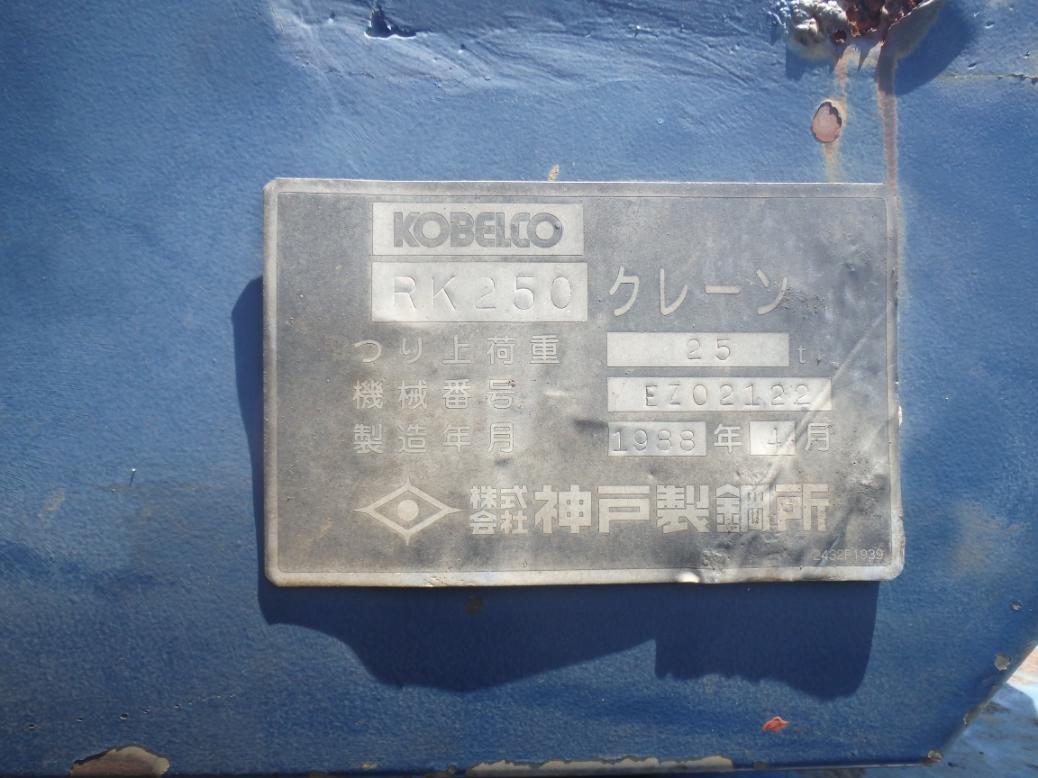 KOBELCO
RK250 クレーン
つり上荷重 25 t
機械番号 EZ02122
製造年月 1988年4月
株式会社 神戸製鋼所
2432P1939